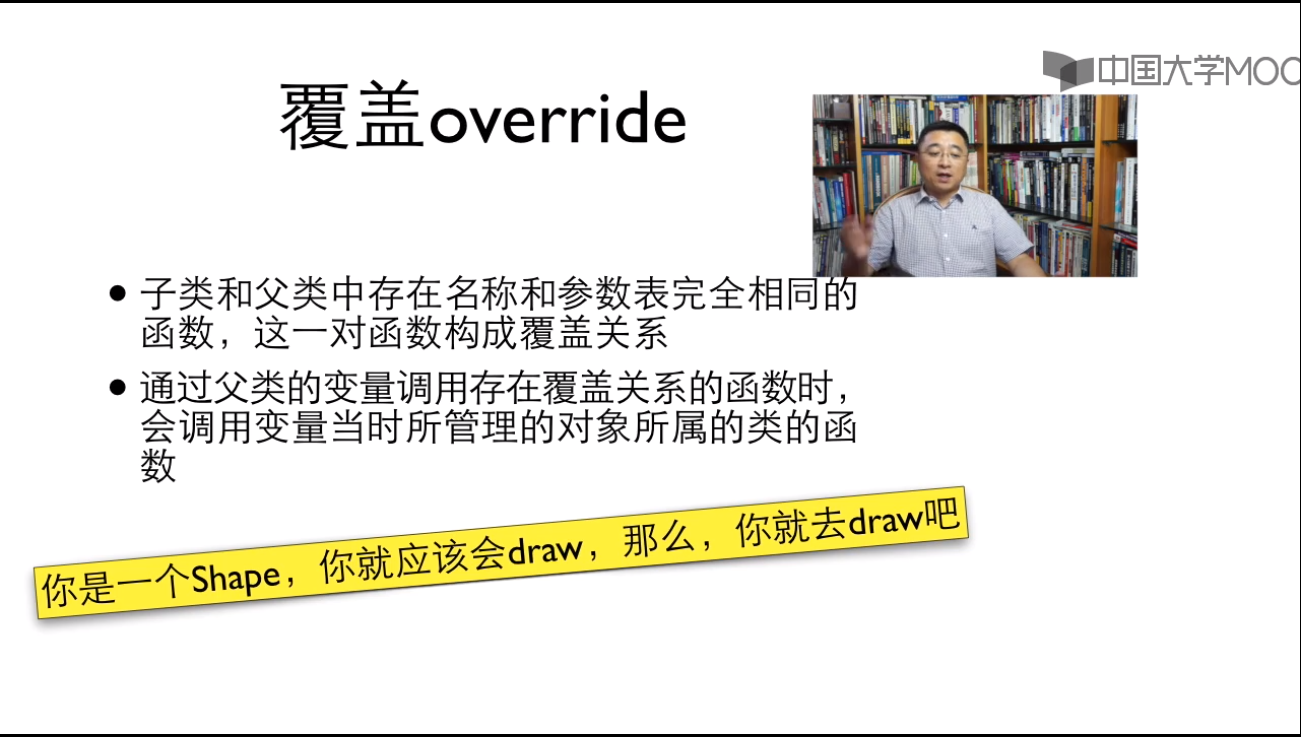 中国大学MOO
覆盖override
子类和父类中存在名称和参数表完全相同的
函数，这一对函数构成覆盖关系
通过父类的变量调用存在覆盖关系的函数时，
会调用变量当时所管理的对象所属的类的函
数
你是一个Shape，你就应该会draw，那么，你就去draw吧